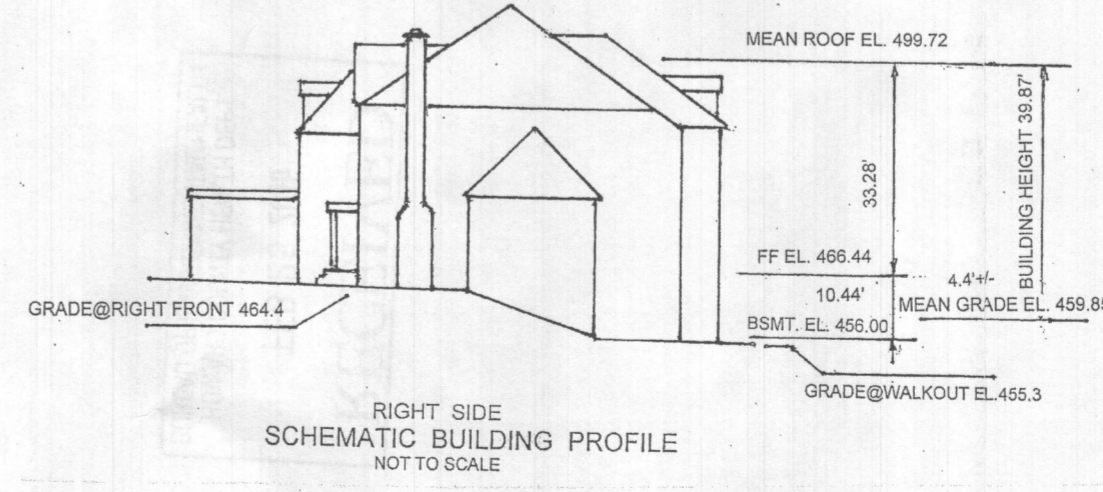 MEAN ROOF EL. 499.72
33.28'
BUILDING HEIGHT 39.87'
FF EL. 466.44
4.4'+/-
10.44'
MEAN GRADE EL. 459.85
GRADE@RIGHT FRONT 464.4
BSMT. EL. 456.00
GRADE@WALKOUT EL.455.3
RIGHT SIDE
SCHEMATIC BUILDING PROFILE
NOT TO SCALE